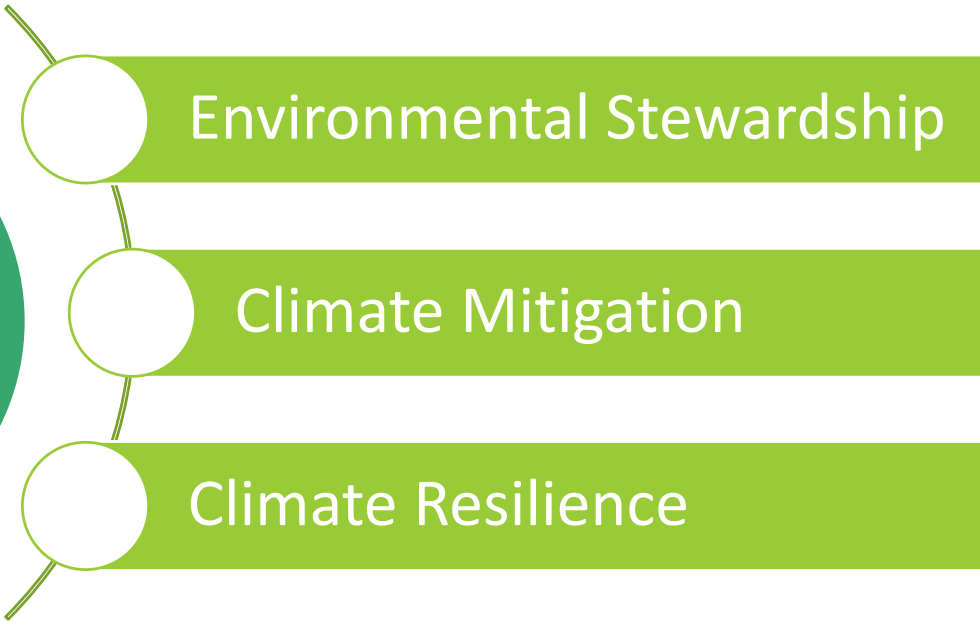 Environmental Stewardship
Climate Mitigation
Climate Resilience